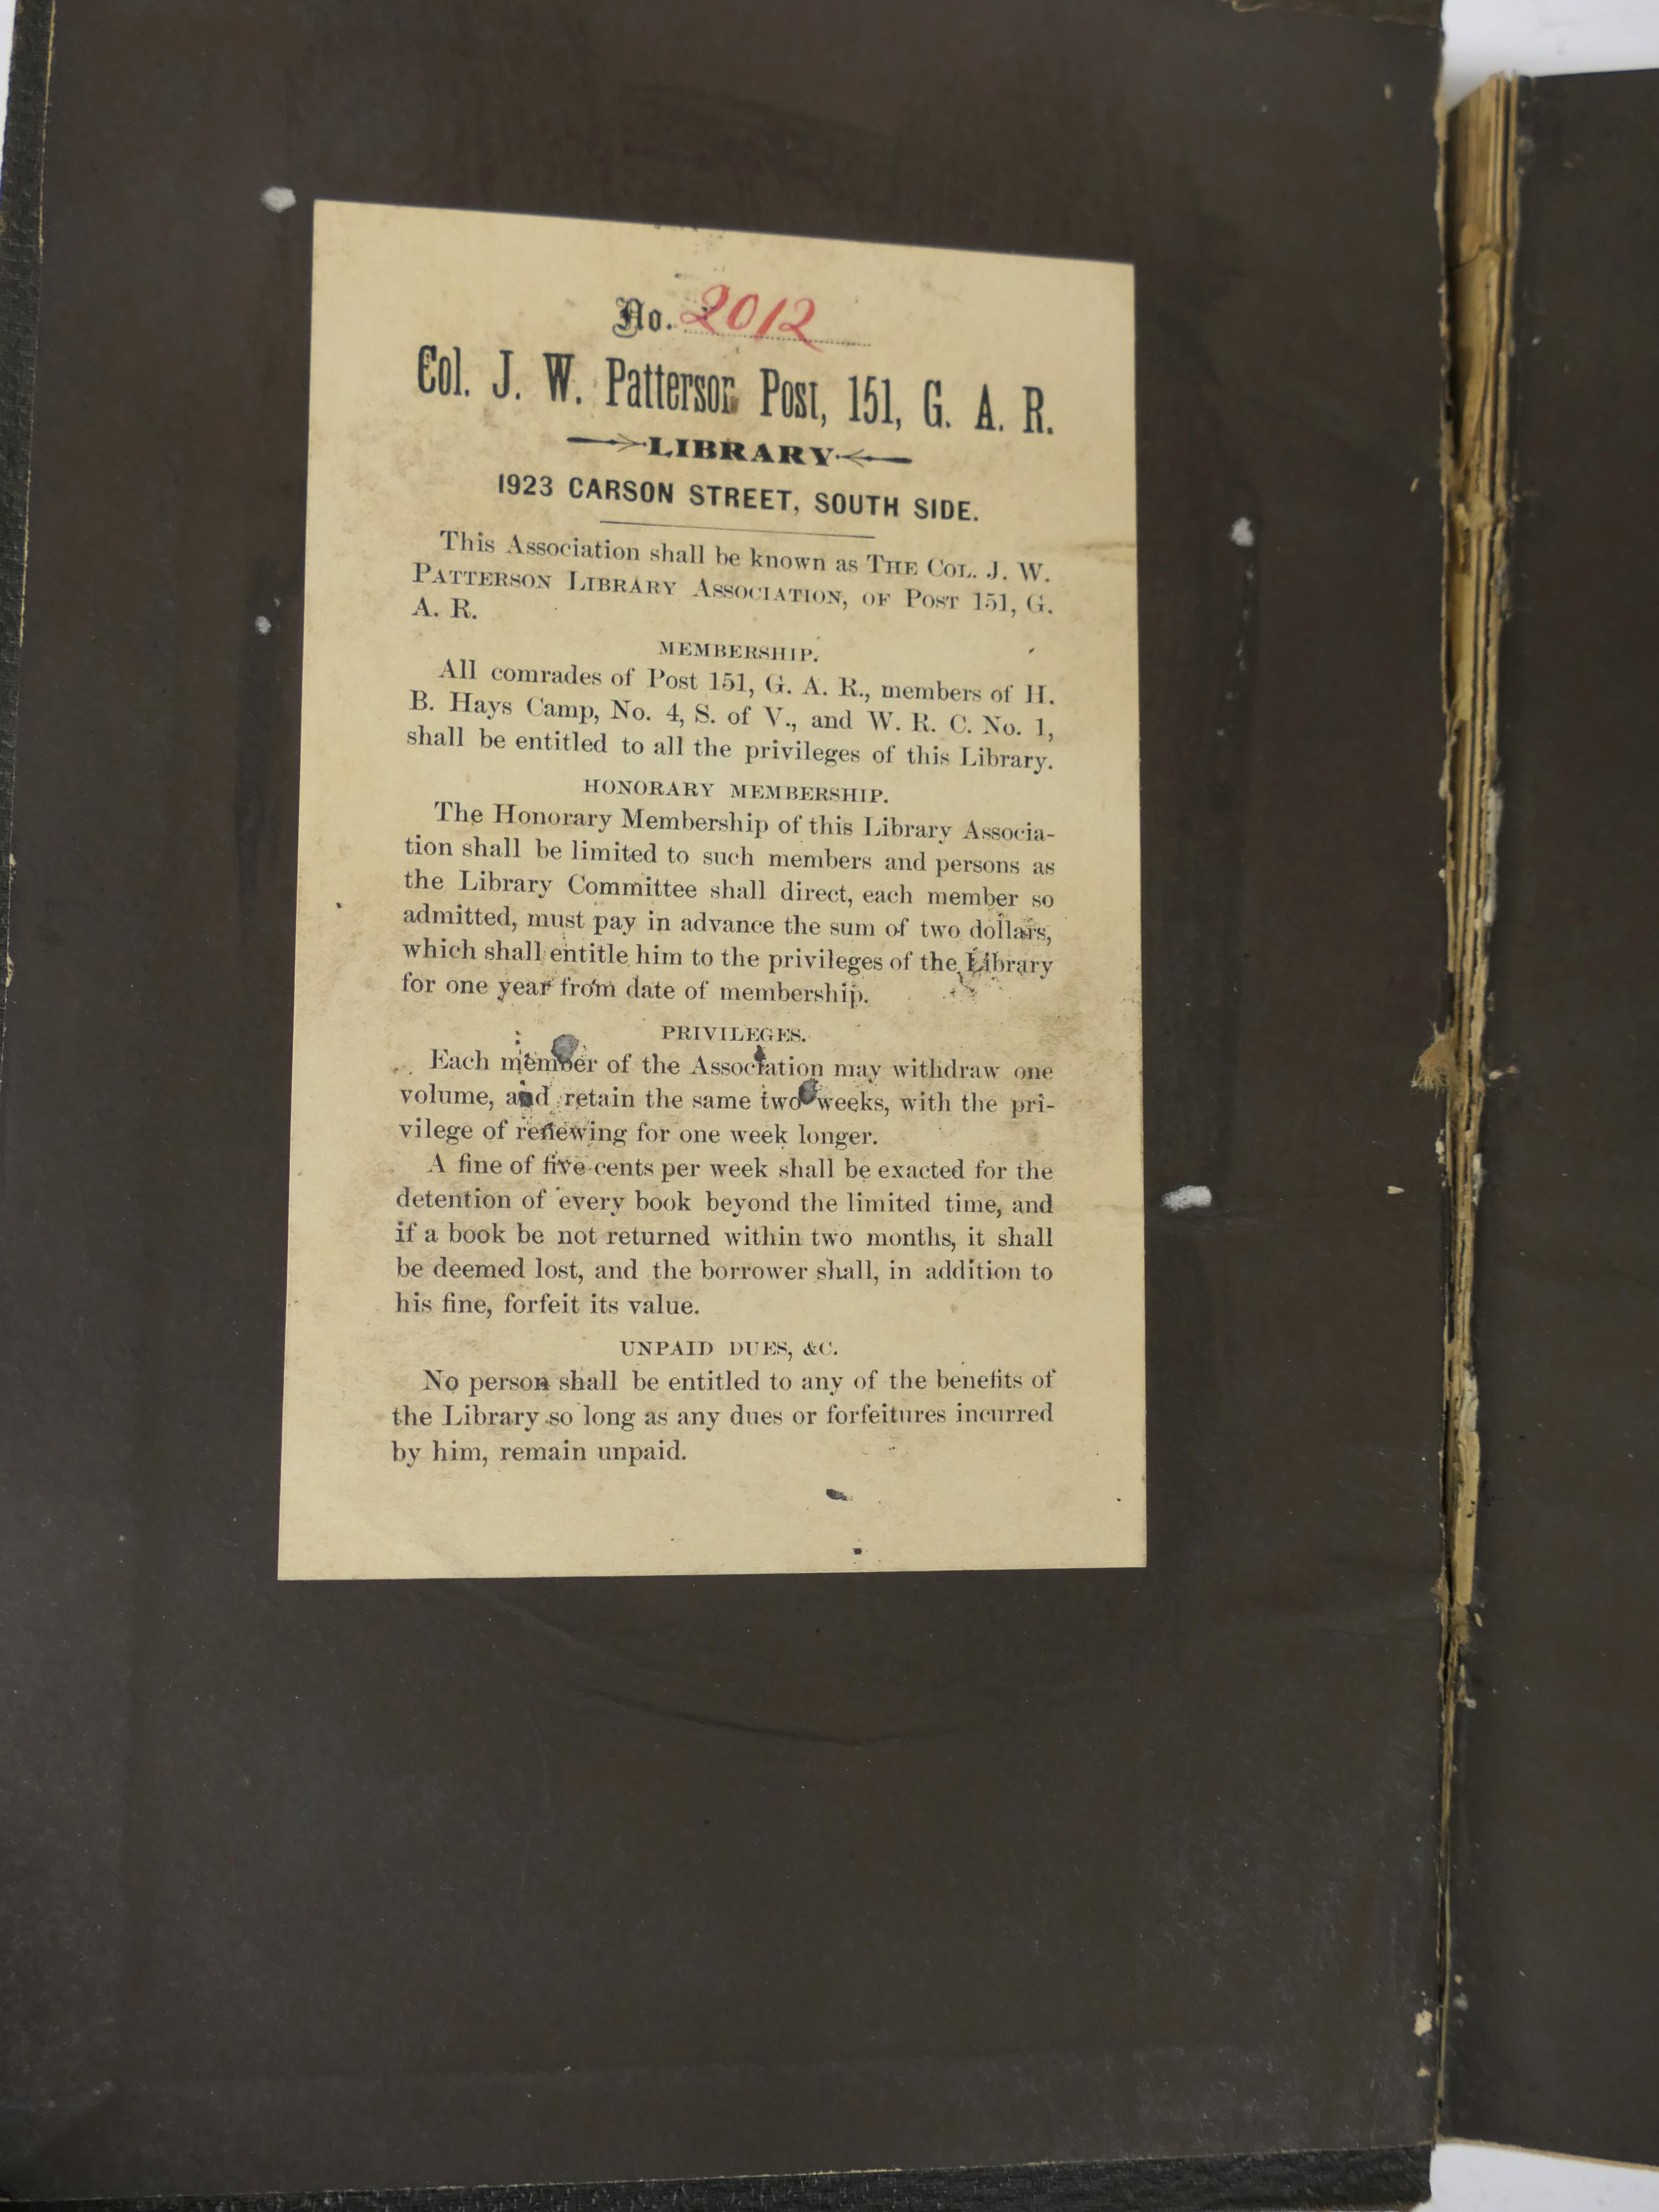 No. 2012
Col. J. W. Patterson Post, 151, G. A. R.
LIBRARY
1923 CARSON STREET, SOUTH SIDE.
This Association shall be known as THE COL. J. W.
PATTERSON LIBRARY ASSOCIATION, OF POST 151, G.
A. R.
MEMBERSHIP.
All comrades of Post 151, G. A. R., members of H.
B. Hays Camp, No. 4, S. of V., and W. R. C. No. 1,
shall be entitled to all the privileges of this Library.
HONORARY MEMBERSHIP.
The Honorary Membership of this Library Associa-
tion shall be limited to such members and persons as
the Library Committee shall direct, each member so
admitted, must pay in advance the sum of two dollars,
which shall entitle him to the privileges of the Library
for one year from date of membership.
PRIVILEGES.
Each member of the Association may withdraw one
volume, and retain the same two weeks, with the pri-
vilege of renewing for one week longer.
A fine of five cents per week shall be exacted for the
detention of every book beyond the limited time, and
if a book be not returned within two months, it shall
be deemed lost, and the borrower shall, in addition to
his fine, forfeit its value.
UNPAID DUES, &C.
No person shall be entitled to any of the benefits of
the Library so long as any dues or forfeitures incurred
by him, remain unpaid.